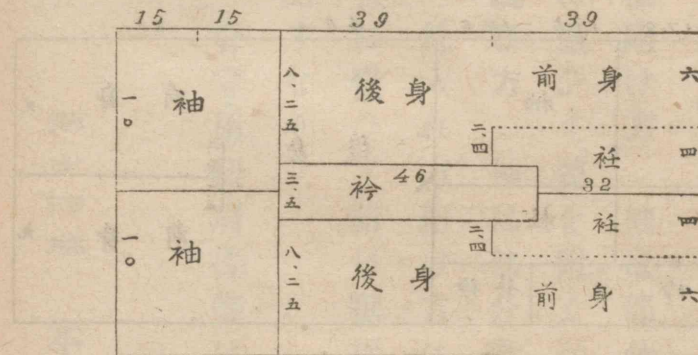 15 15 39 39
袖 一〇
後身 八、二五
前身 六
二、四 衽 四
衿 46 三、五
32
二、四 衽 四
袖 一〇
後身 八、二五
前身 六